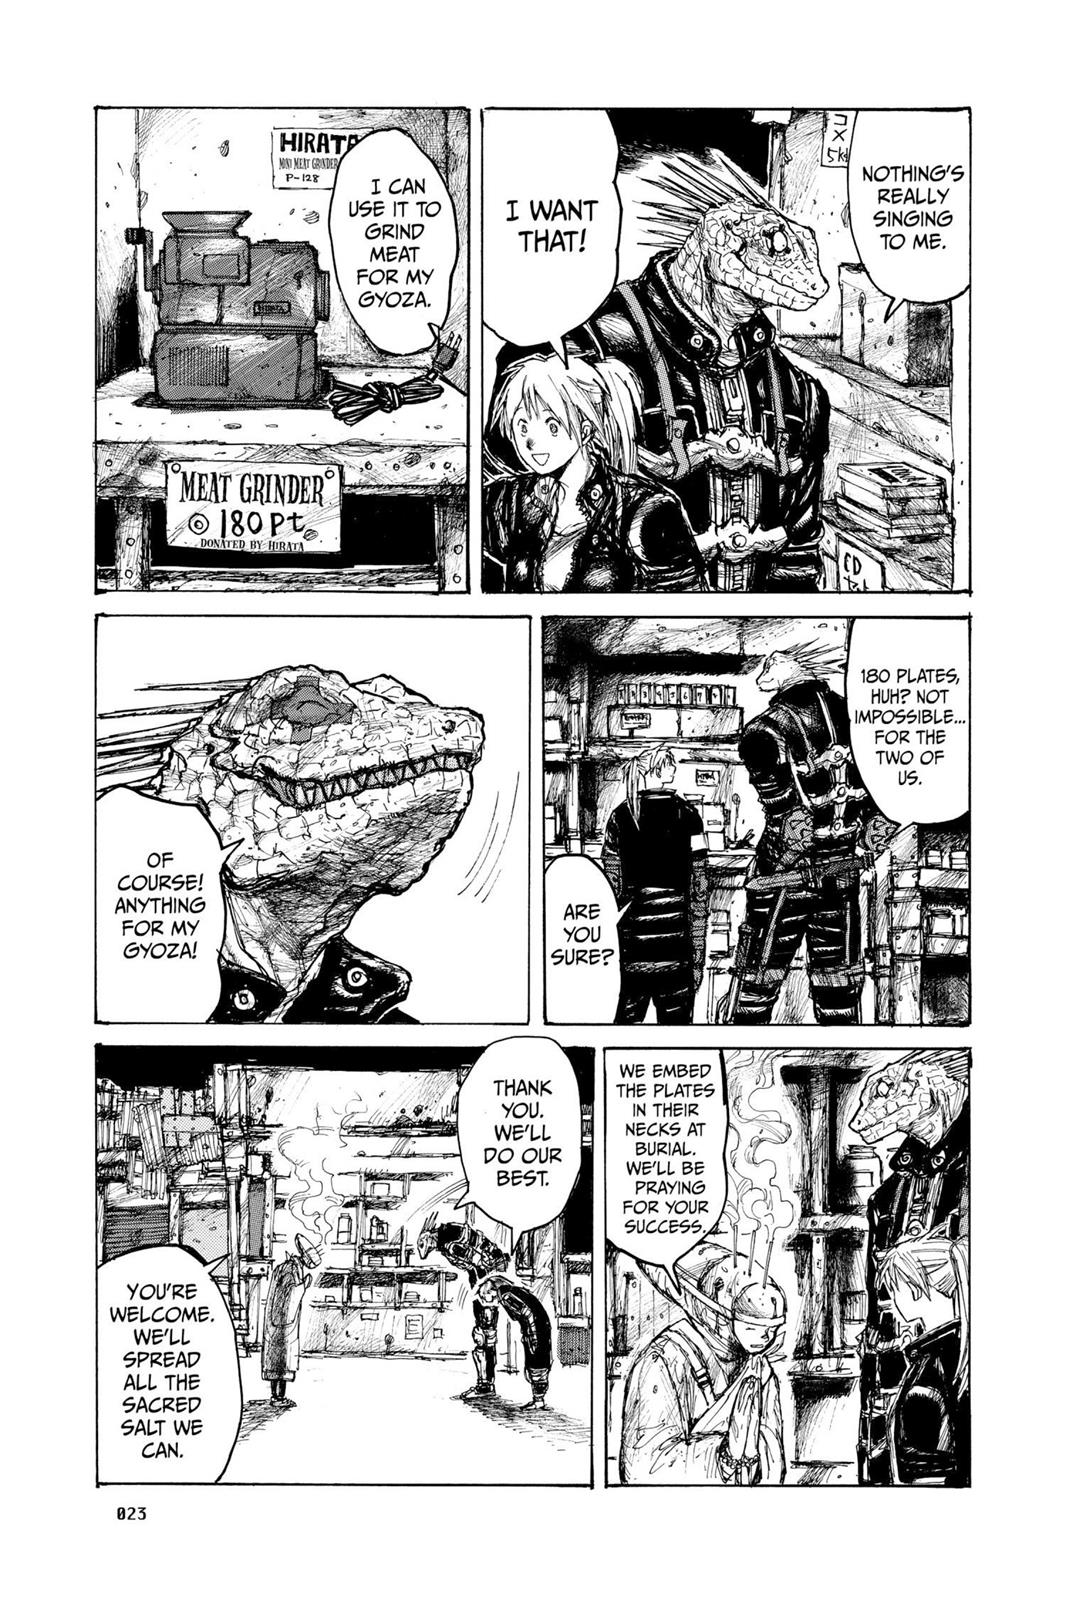 NOTHING'S
REALLY
SINGING
TO ME.
I WANT
THAT!
コメ
5kg
CD
HIRATA
MINI MEAT GRINDER
P-128
I CAN
USE IT TO
GRIND
MEAT
FOR MY
GYOZA.
HIRATA
MEAT GRINDER
◎ 180Pt
DONATED BY HIRATA
180 PLATES,
HUH? NOT
IMPOSSIBLE...
FOR THE
TWO OF
US.
ARE
YOU
SURE?
OF
COURSE!
ANYTHING
FOR MY
GYOZA!
WE EMBED
THE PLATES
IN THEIR
NECKS AT
BURIAL.
WE'LL BE
PRAYING
FOR YOUR
SUCCESS.
THANK
YOU.
WE'LL
DO OUR
BEST.
YOU'RE
WELCOME.
WE'LL
SPREAD
ALL THE
SACRED
SALT WE
CAN.
023